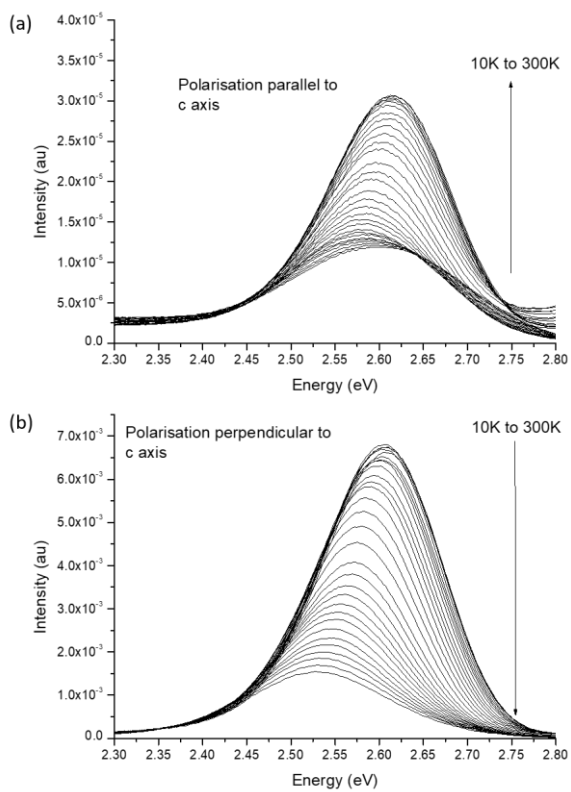 (a)
4.0x10⁻⁵
3.5x10⁻⁵
3.0x10⁻⁵
2.5x10⁻⁵
2.0x10⁻⁵
1.5x10⁻⁵
1.0x10⁻⁵
5.0x10⁻⁶
0.0
Intensity (au)
Polarisation parallel to
c axis
10K to 300K
2.30 2.35 2.40 2.45 2.50 2.55 2.60 2.65 2.70 2.75 2.80
Energy (eV)
(b)
7.0x10⁻³
6.0x10⁻³
5.0x10⁻³
4.0x10⁻³
3.0x10⁻³
2.0x10⁻³
1.0x10⁻³
0.0
Intensity (au)
Polarisation perpendicular to
c axis
10K to 300K
2.30 2.35 2.40 2.45 2.50 2.55 2.60 2.65 2.70 2.75 2.80
Energy (eV)